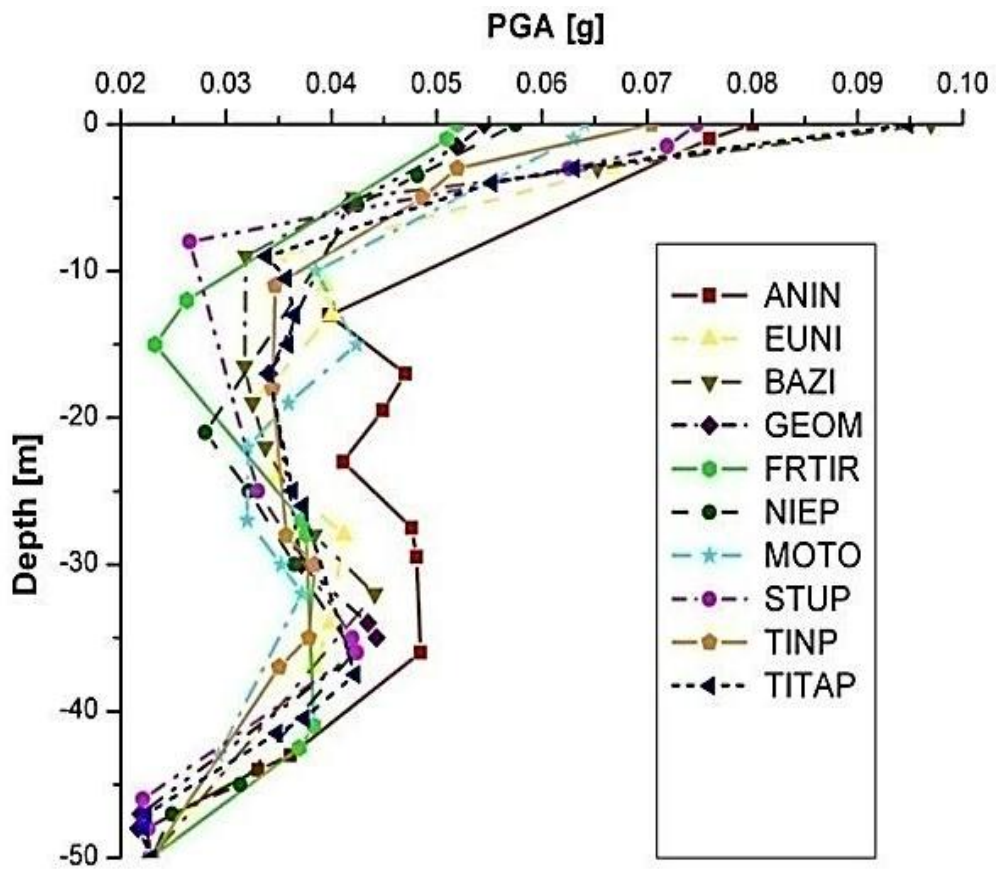 PGA [g]
0.02 0.03 0.04 0.05 0.06 0.07 0.08 0.09 0.10
0
-10
-20
-30
-40
-50
Depth [m]
ANIN
EUNI
BAZI
GEOM
FRTIR
NIEP
MOTO
STUP
TINP
TITAP